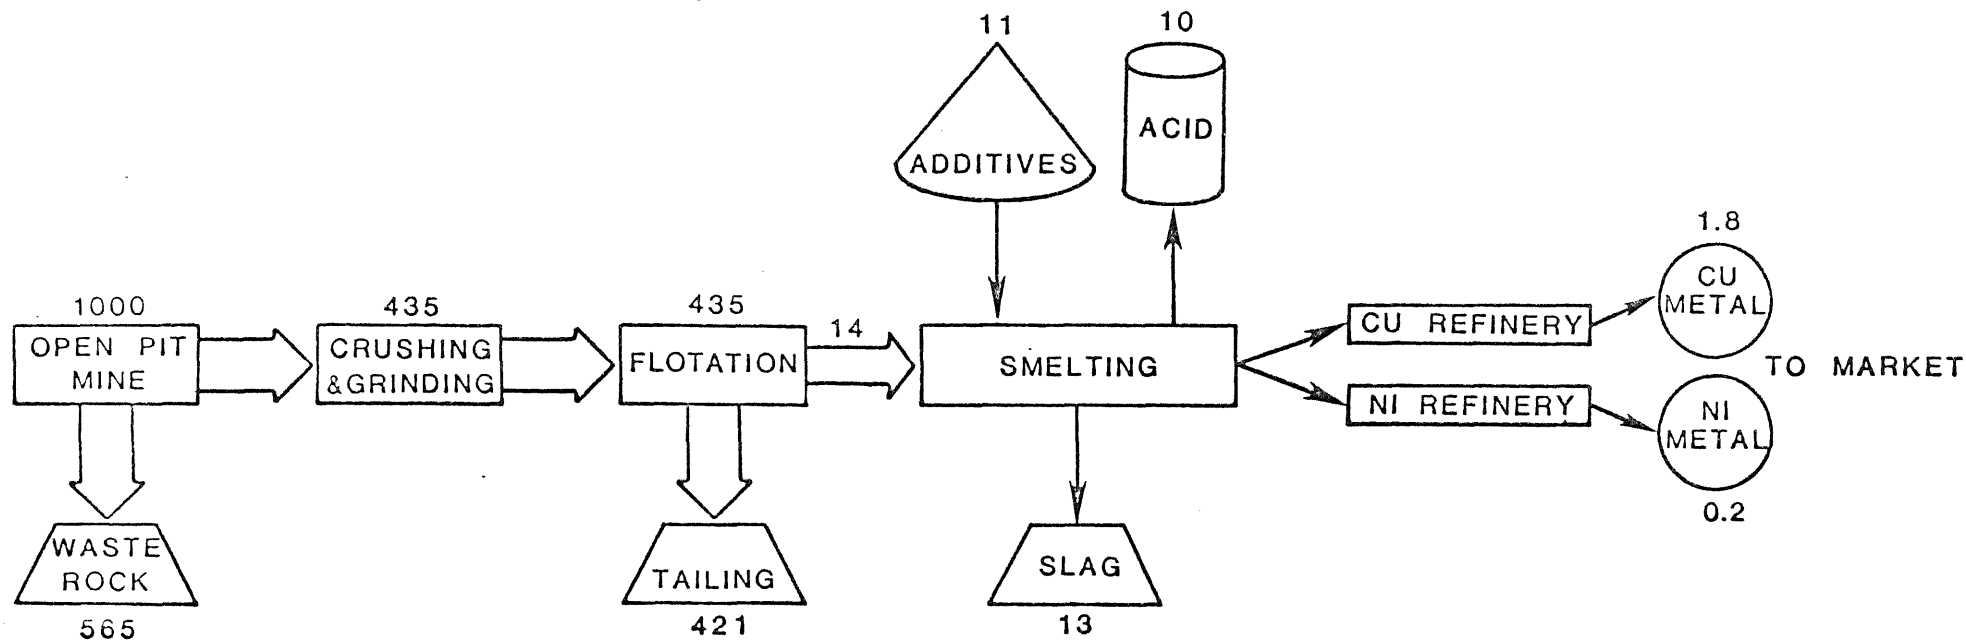 11
10
ADDITIVES
ACID
1000
OPEN PIT
MINE
435
CRUSHING
&GRINDING
435
FLOTATION
14
SMELTING
CU REFINERY
NI REFINERY
1.8
CU
METAL
TO MARKET
NI
METAL
0.2
WASTE
ROCK
565
TAILING
421
SLAG
13